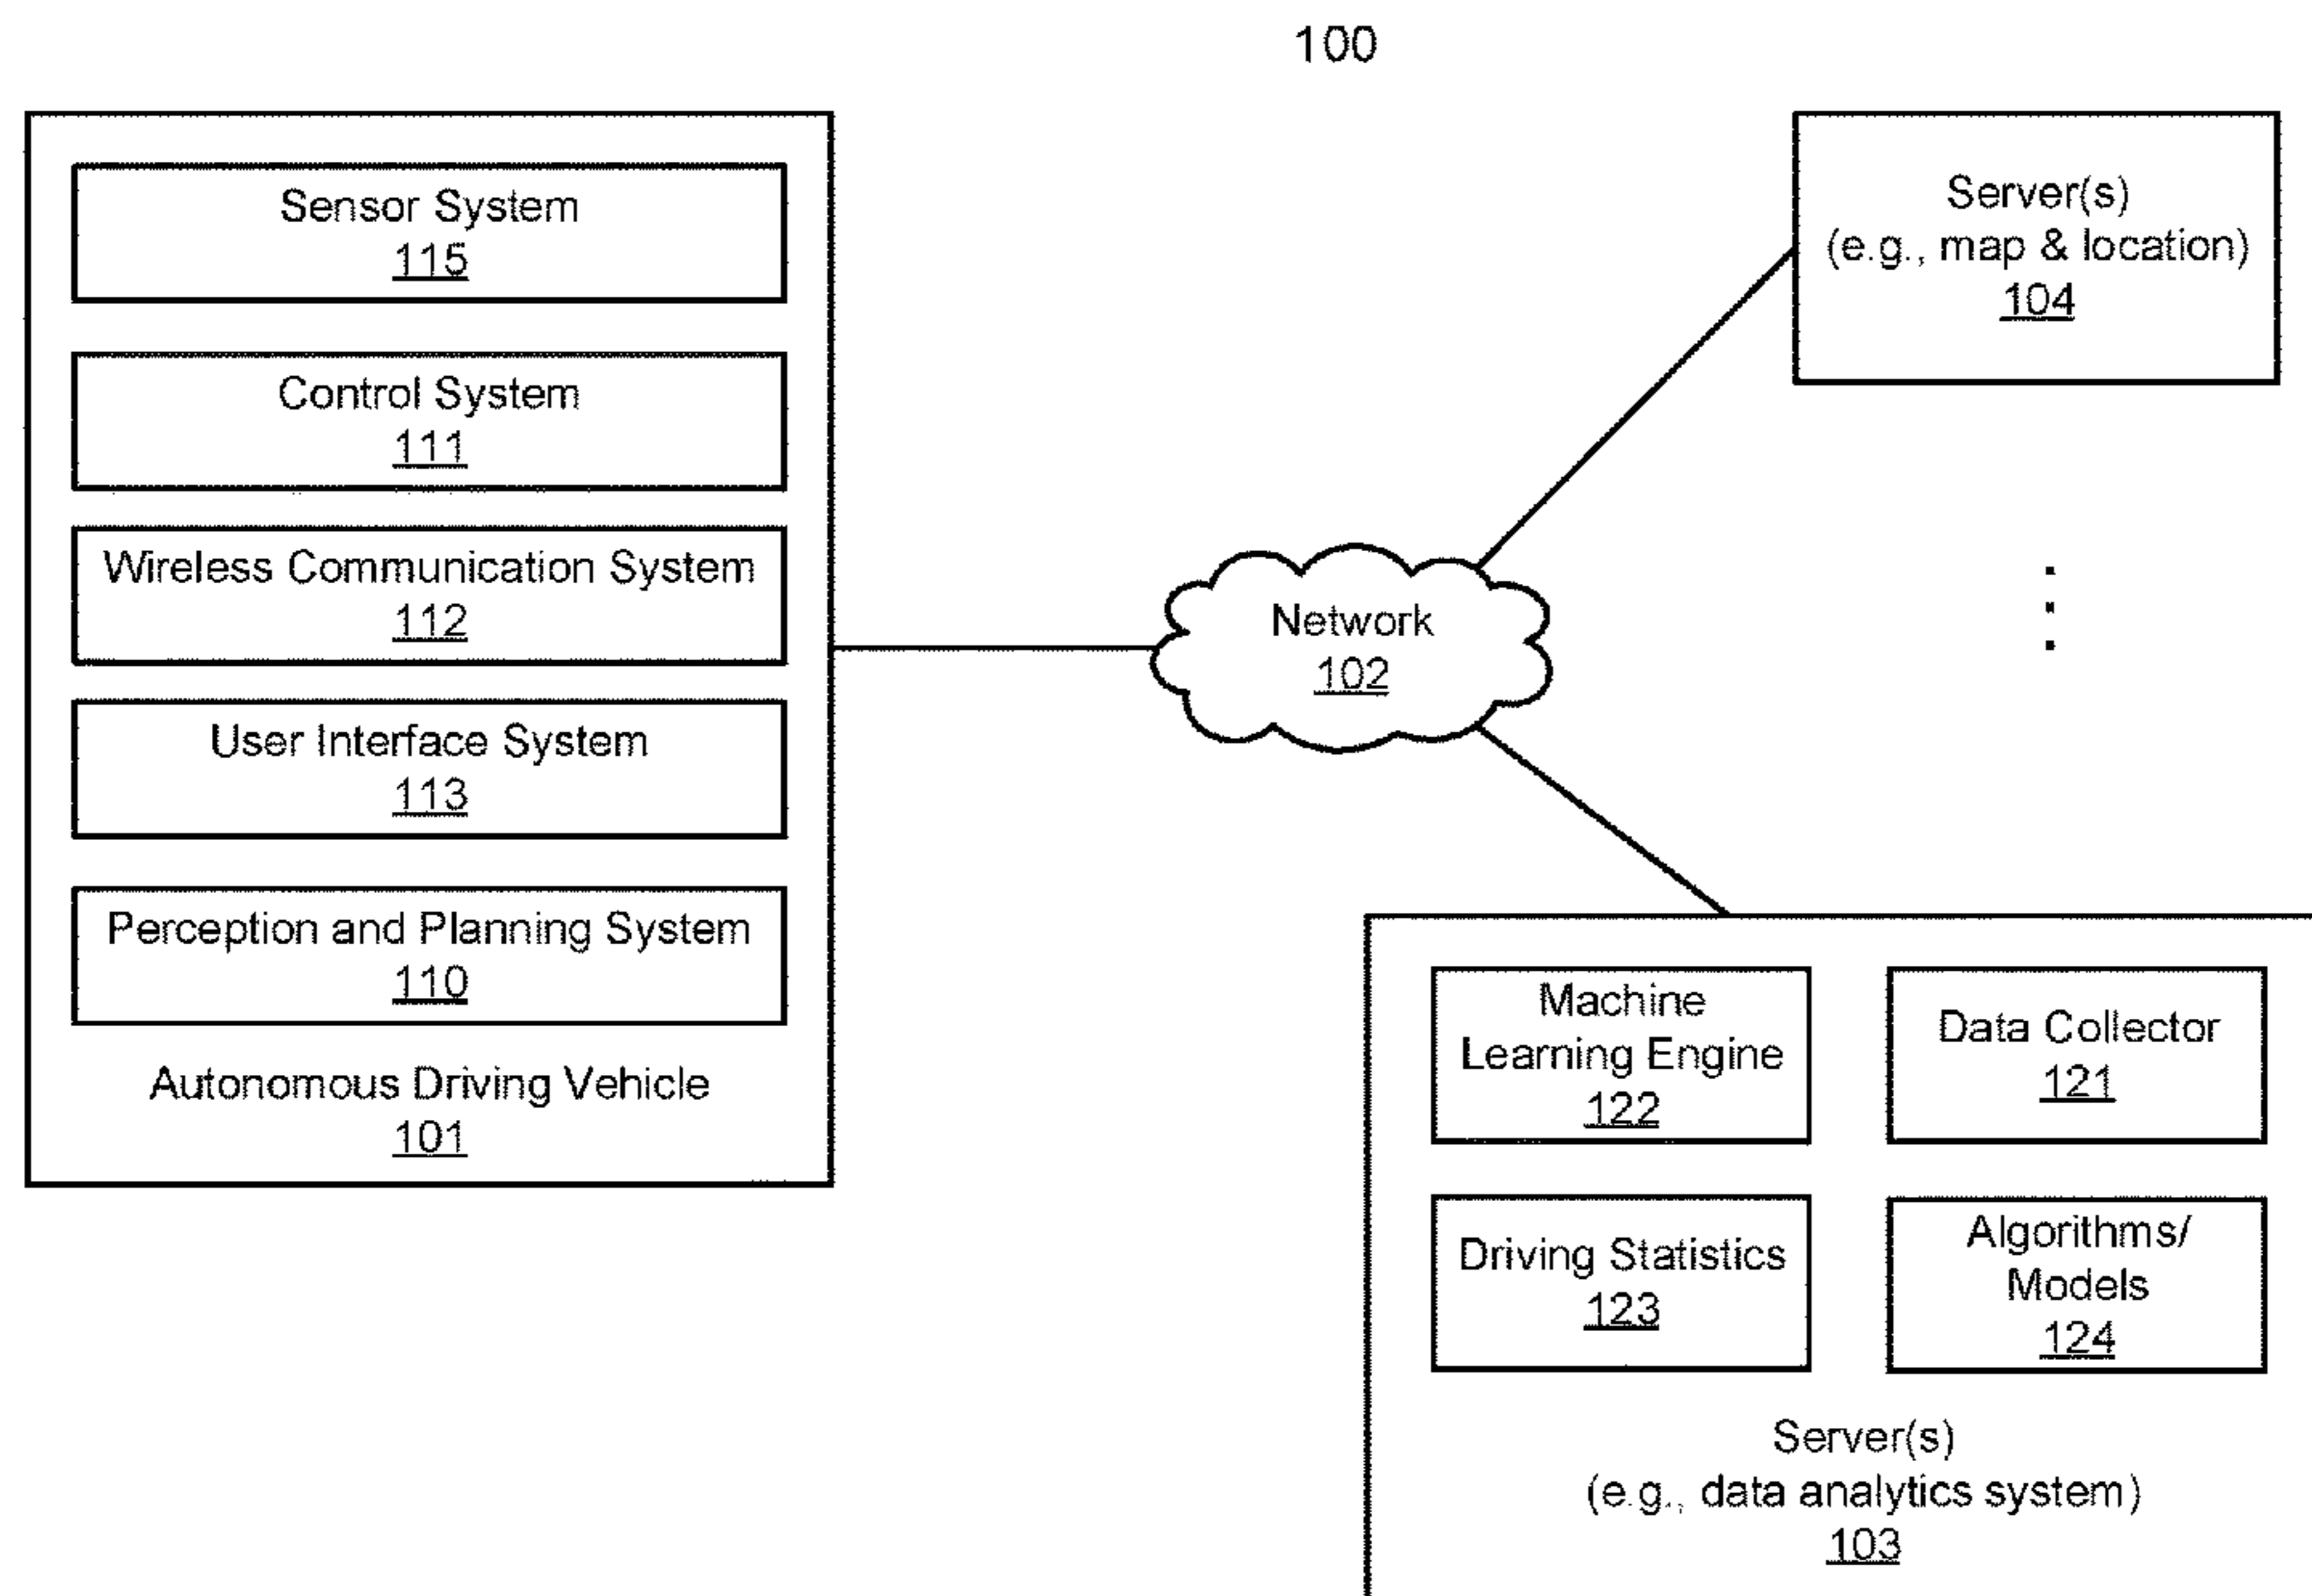 100
Sensor System
115
Control System
111
Wireless Communication System
112
User Interface System
113
Perception and Planning System
110
Autonomous Driving Vehicle
101
Network
102
Server(s)
(e.g., map & location)
104
Machine
Learning Engine
122
Data Collector
121
Driving Statistics
123
Algorithms/
Models
124
Server(s)
(e.g., data analytics system)
103